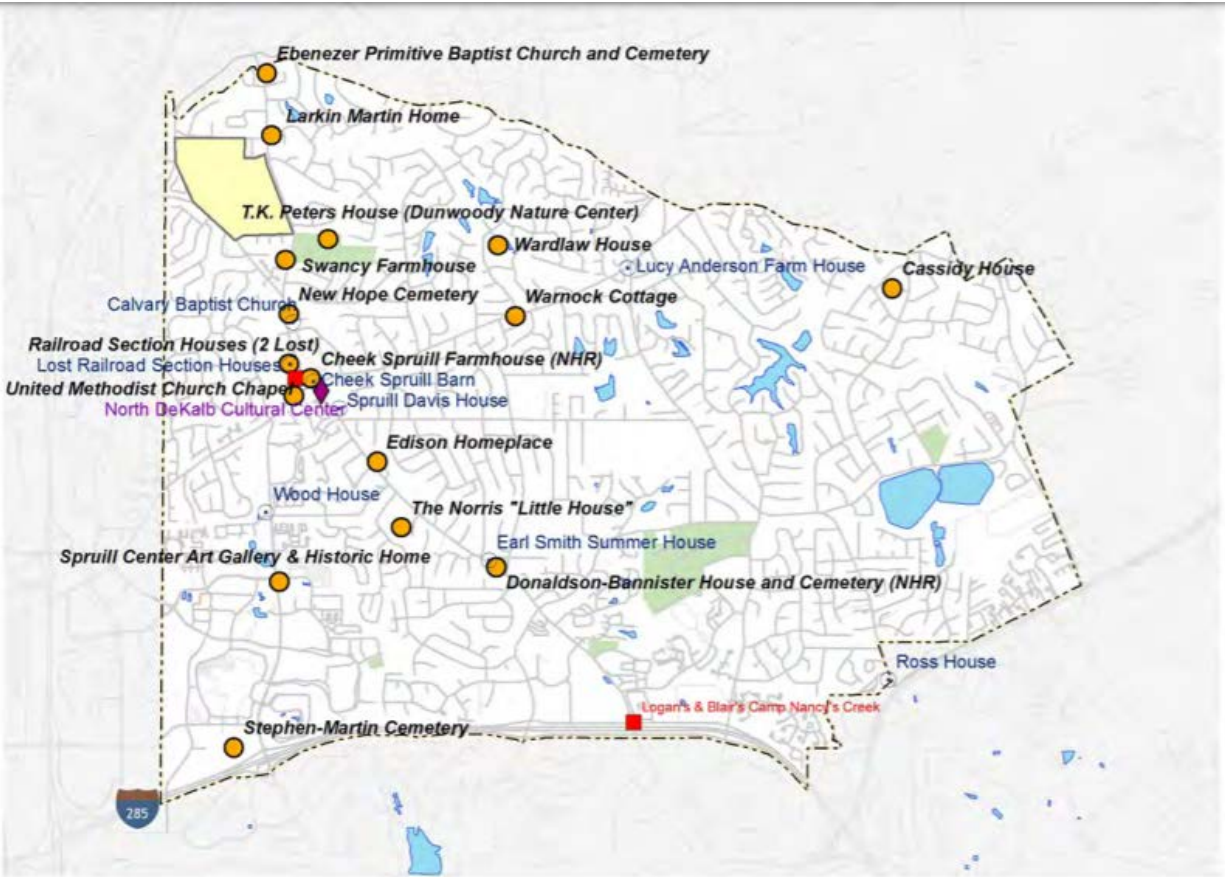 Ebenezer Primitive Baptist Church and Cemetery
Larkin Martin Home
T.K. Peters House (Dunwoody Nature Center)
Wardlaw House
Swancy Farmhouse
Lucy Anderson Farm House
Cassidy House
New Hope Cemetery
Calvary Baptist Church
Warnock Cottage
Railroad Section Houses (2 Lost)
Lost Railroad Section Houses
Cheek Spruill Farmhouse (NHR)
Cheek Spruill Barn
United Methodist Church Chapel
Spruill Davis House
North DeKalb Cultural Center
Edison Homeplace
Wood House
The Norris "Little House"
Earl Smith Summer House
Spruill Center Art Gallery & Historic Home
Donaldson-Bannister House and Cemetery (NHR)
Ross House
Logan's & Blair's Camp Nancy's Creek
Stephen-Martin Cemetery
285